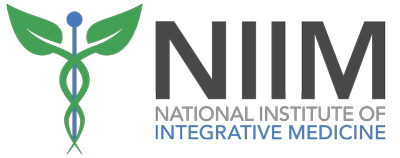 NIIM
NATIONAL INSTITUTE OF
INTEGRATIVE MEDICINE